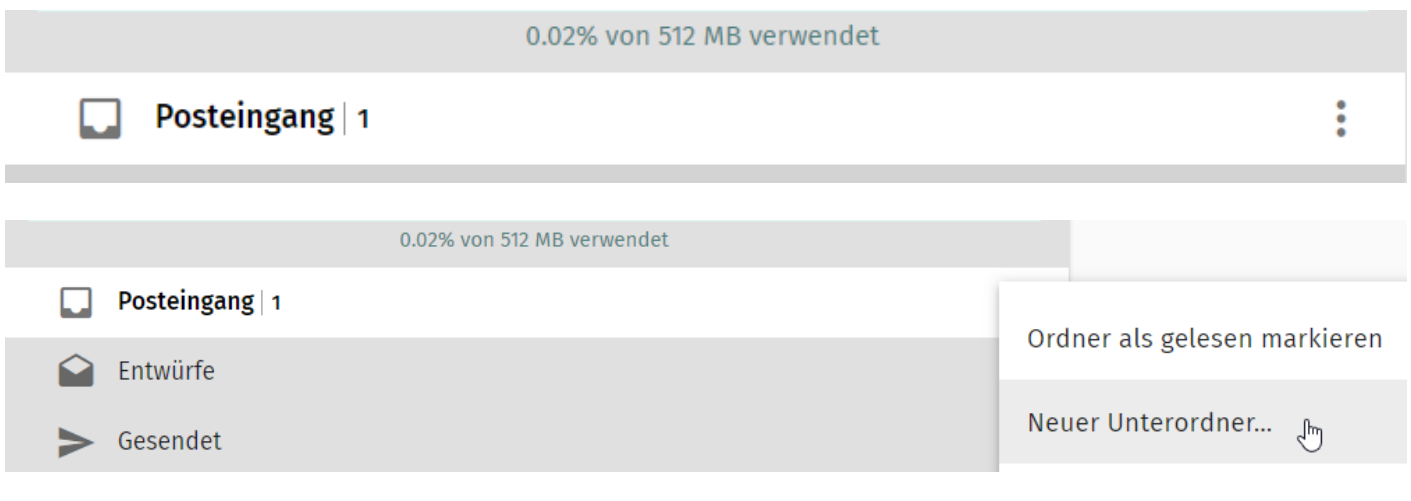 0.02% von 512 MB verwendet
Posteingang | 1
0.02% von 512 MB verwendet
Posteingang | 1
Ordner als gelesen markieren
Entwürfe
Neuer Unterordner...
Gesendet